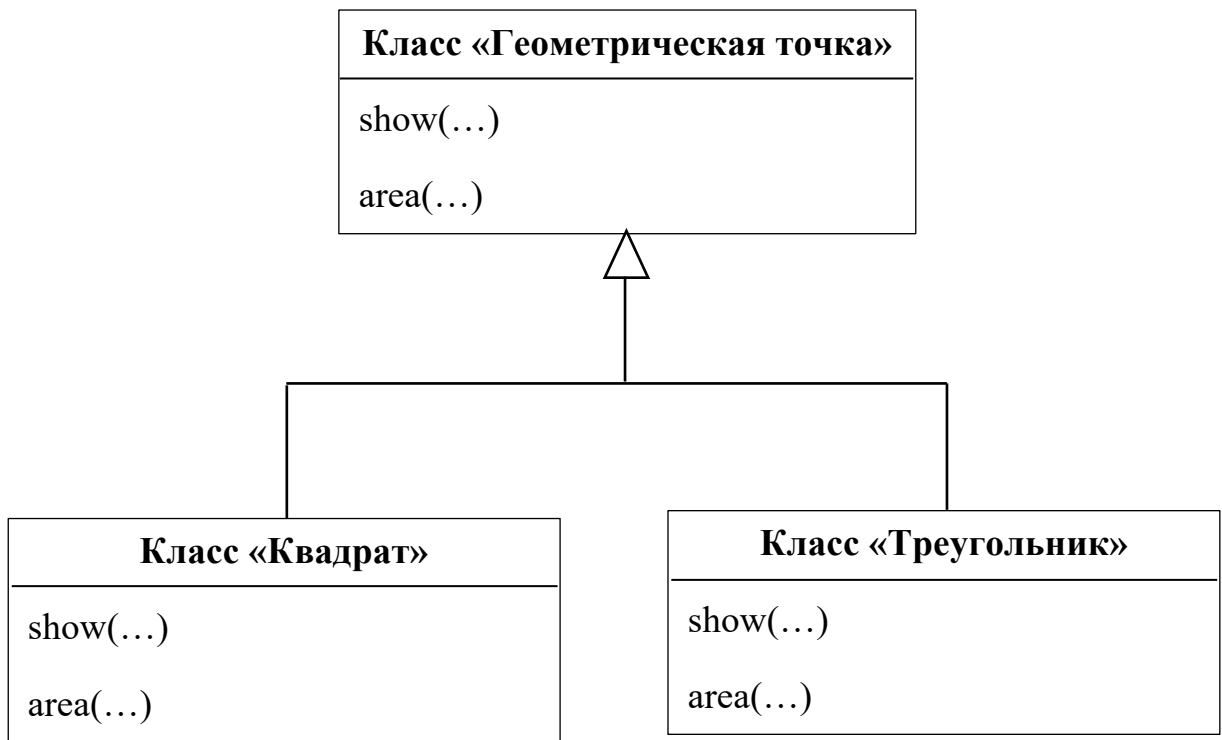 Класс «Геометрическая точка»
show(…)
area(…)
Класс «Квадрат»
show(…)
area(…)
Класс «Треугольник»
show(…)
area(…)